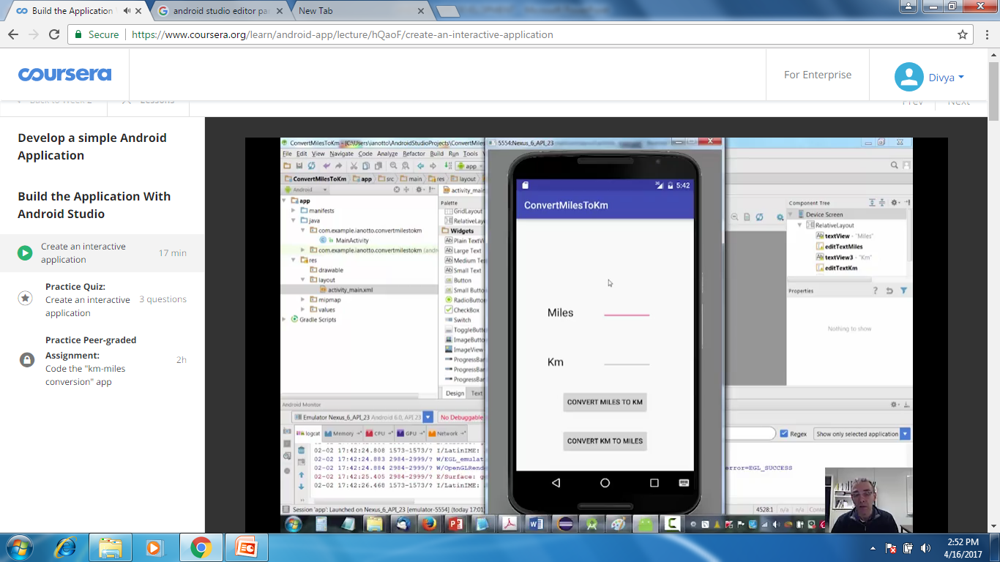 Build the Application
android studio editor pa
New Tab
Secure
https://www.coursera.org/learn/android-app/lecture/hQaoF/create-an-interactive-application
coursera
For Enterprise
Divya
Back to Week 2
Lessons
Prev
Next
Develop a simple Android
Application
Build the Application With
Android Studio
Create an interactive
application
17 min
Practice Quiz:
Create an interactive
application
3 questions
Practice Peer-graded
Assignment:
Code the "km-miles
conversion" app
2h
ConvertMilesToKm - [C:\Users\ianotto\AndroidStudioProjects\ConvertMiles
File Edit View Navigate Code Analyze Refactor Build Run Tools
app
ConvertMilesToKm app src main res layout
Android
activity_mai
app
manifests
java
com.example.ianotto.convertmilestokm
MainActivity
com.example.ianotto.convertmilestokm (andr
res
drawable
layout
activity_main.xml
mipmap
values
Gradle Scripts
Palette
GridLayout
RelativeLayo
Widgets
Plain TextVi
Large Text
Medium Tex
Small Text
Button
Small Button
RadioButton
CheckBox
Switch
ToggleButto
ImageButto
ImageView
ProgressBar
ProgressBar
ProgressBar
Design Text
5554:Nexus_6_API_23
5:42
ConvertMilesToKm
Miles
Km
CONVERT MILES TO KM
CONVERT KM TO MILES
Component Tree
Device Screen
RelativeLayout
textView - "Miles"
editTextMiles
textView3 - "Km"
editTextKm
Properties
Nothing to show
Android Monitor
Emulator Nexus_6_API_23 Android 6.0, API 23
No Debuggable
logcat Memory CPU GPU Network
Regex
Show only selected application
02-02 17:42:24.808 1573-1573/? I/LatinIME:
02-02 17:42:24.883 2984-2999/? W/EGL_emula
02-02 17:42:24.884 2984-2999/? W/OpenGLRend
02-02 17:42:25.405 2984-2999/? E/Surface: g
02-02 17:42:26.468 1573-1573/? I/LatinIME:
error=EGL_SUCCESS
Session 'app': Launched on Nexus_6_API_23 [emulator-5554] (today 17:01
4528:1 n/a n/a
2:52 PM
4/16/2017